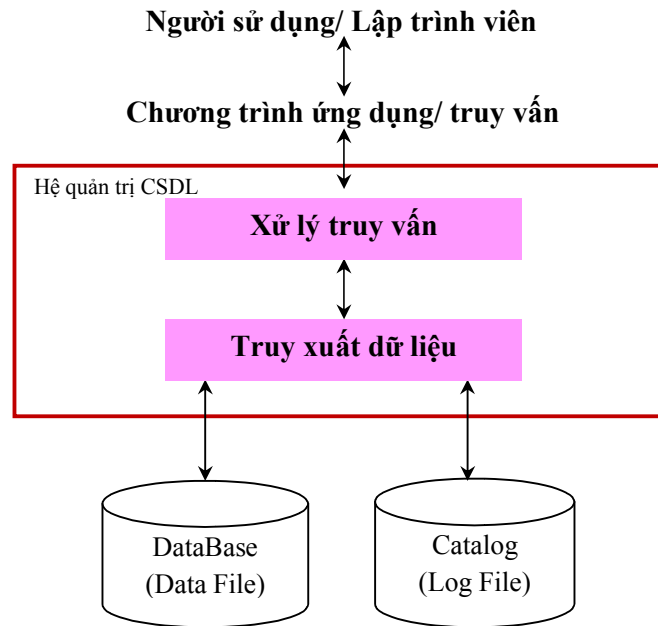 Người sử dụng/ Lập trình viên
Chương trình ứng dụng/ truy vấn
Hệ quản trị CSDL
Xử lý truy vấn
Truy xuất dữ liệu
DataBase
(Data File)
Catalog
(Log File)